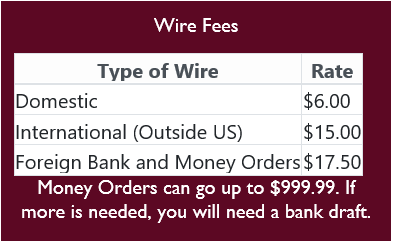 Wire Fees
Type of Wire Rate
Domestic $6.00
International (Outside US) $15.00
Foreign Bank and Money Orders $17.50
Money Orders can go up to $999.99. If
more is needed, you will need a bank draft.